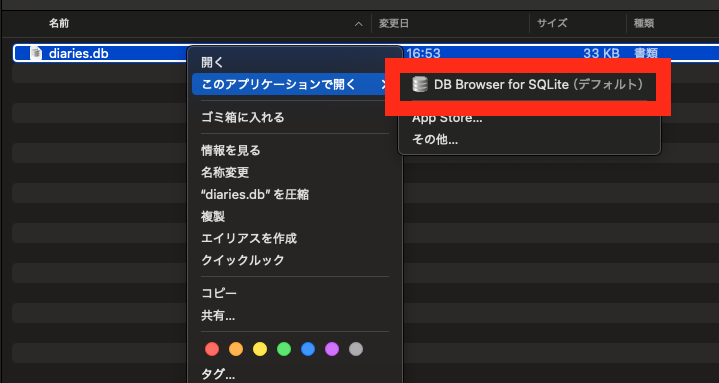 名前 変更日 サイズ 種類
diaries.db 16:53 33 KB 書類
開く
このアプリケーションで開く
DB Browser for SQLite (デフォルト)
App Store...
その他...
ゴミ箱に入れる
情報を見る
名称変更
“diaries.db” を圧縮
複製
エイリアスを作成
クイックルック
コピー
共有...
タグ...